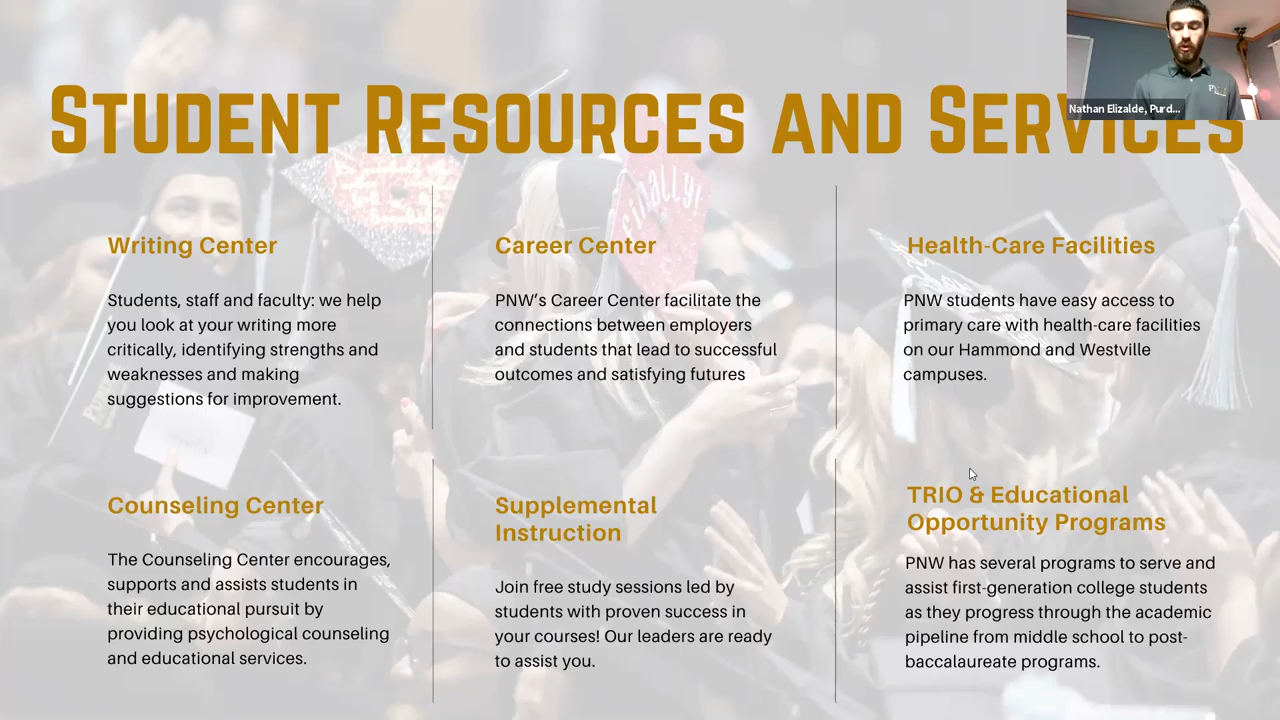 Student Resources and Services
Nathan Elizalde, Purd...
Writing Center
Students, staff and faculty: we help
you look at your writing more
critically, identifying strengths and
weaknesses and making
suggestions for improvement.
Career Center
PNW's Career Center facilitate the
connections between employers
and students that lead to successful
outcomes and satisfying futures
Health-Care Facilities
PNW students have easy access to
primary care with health-care facilities
on our Hammond and Westville
campuses.
Counseling Center
The Counseling Center encourages,
supports and assists students in
their educational pursuit by
providing psychological counseling
and educational services.
Supplemental
Instruction
Join free study sessions led by
students with proven success in
your courses! Our leaders are ready
to assist you.
TRIO & Educational
Opportunity Programs
PNW has several programs to serve and
assist first-generation college students
as they progress through the academic
pipeline from middle school to post-
baccalaureate programs.
finally!